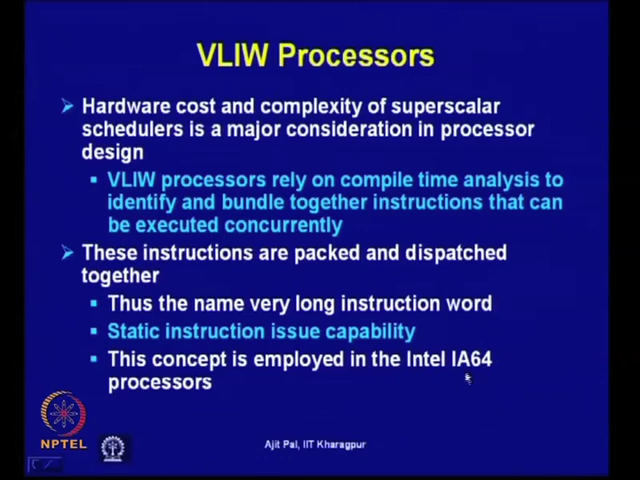 VLIW Processors
Hardware cost and complexity of superscalar
schedulers is a major consideration in processor
design
VLIW processors rely on compile time analysis to
identify and bundle together instructions that can
be executed concurrently
These instructions are packed and dispatched
together
Thus the name very long instruction word
Static instruction issue capability
This concept is employed in the Intel IA64
processors
NPTEL
Ajit Pal, IIT Kharagpur